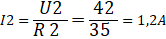 I2 = U2 / R 2 = 42 / 35 = 1,2A